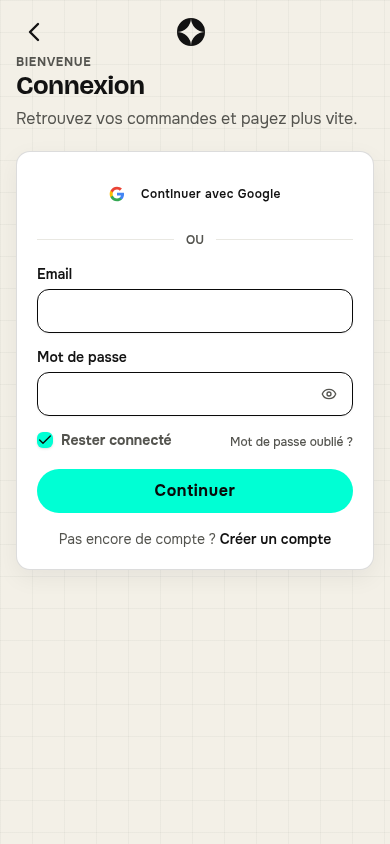 BIENVENUE
Connexion
Retrouvez vos commandes et payez plus vite.
Continuer avec Google
OU
Email
Mot de passe
Rester connecté
Mot de passe oublié ?
Continuer
Pas encore de compte ? Créer un compte